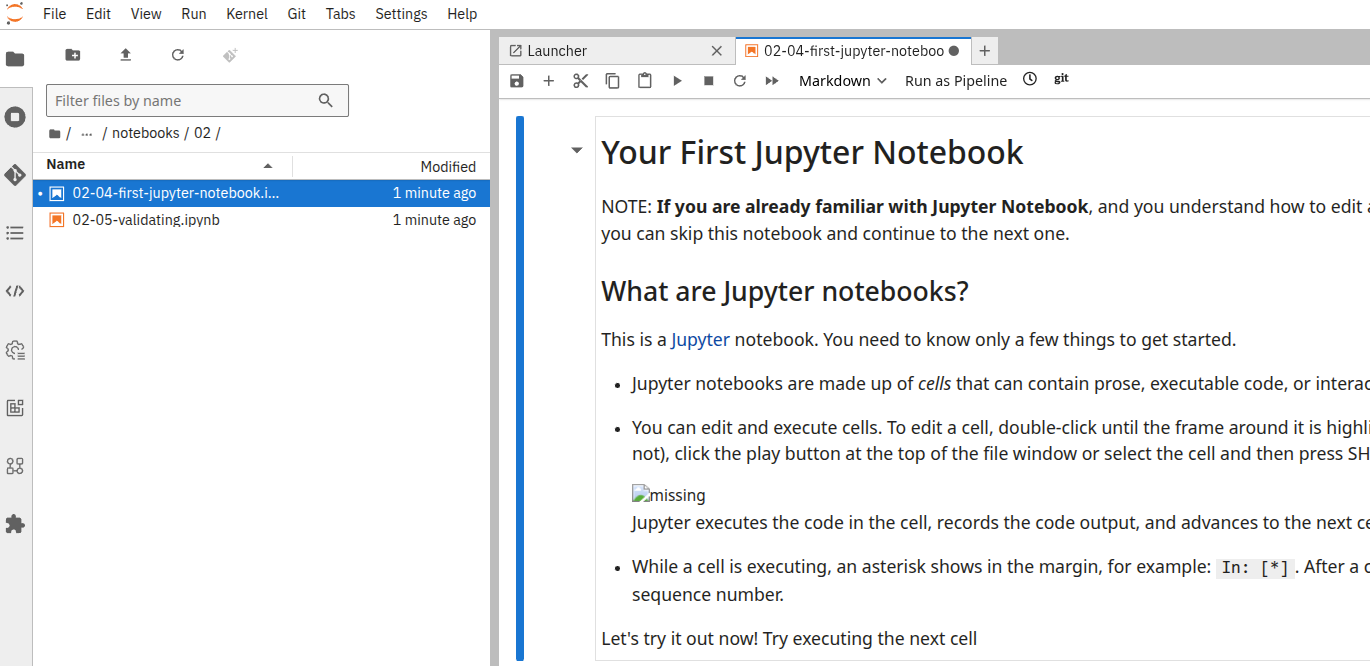 File Edit View Run Kernel Git Tabs Settings Help
Launcher
02-04-first-jupyter-noteboo
Markdown Run as Pipeline git
Filter files by name
/ ... / notebooks / 02 /
Name Modified
02-04-first-jupyter-notebook.i... 1 minute ago
02-05-validating.ipynb 1 minute ago
Your First Jupyter Notebook
NOTE: If you are already familiar with Jupyter Notebook, and you understand how to edit
you can skip this notebook and continue to the next one.
What are Jupyter notebooks?
This is a Jupyter notebook. You need to know only a few things to get started.
• Jupyter notebooks are made up of cells that can contain prose, executable code, or interac
• You can edit and execute cells. To edit a cell, double-click until the frame around it is highli
not), click the play button at the top of the file window or select the cell and then press SH
missing
Jupyter executes the code in the cell, records the code output, and advances to the next ce
• While a cell is executing, an asterisk shows in the margin, for example: In: [*]. After a c
sequence number.
Let's try it out now! Try executing the next cell